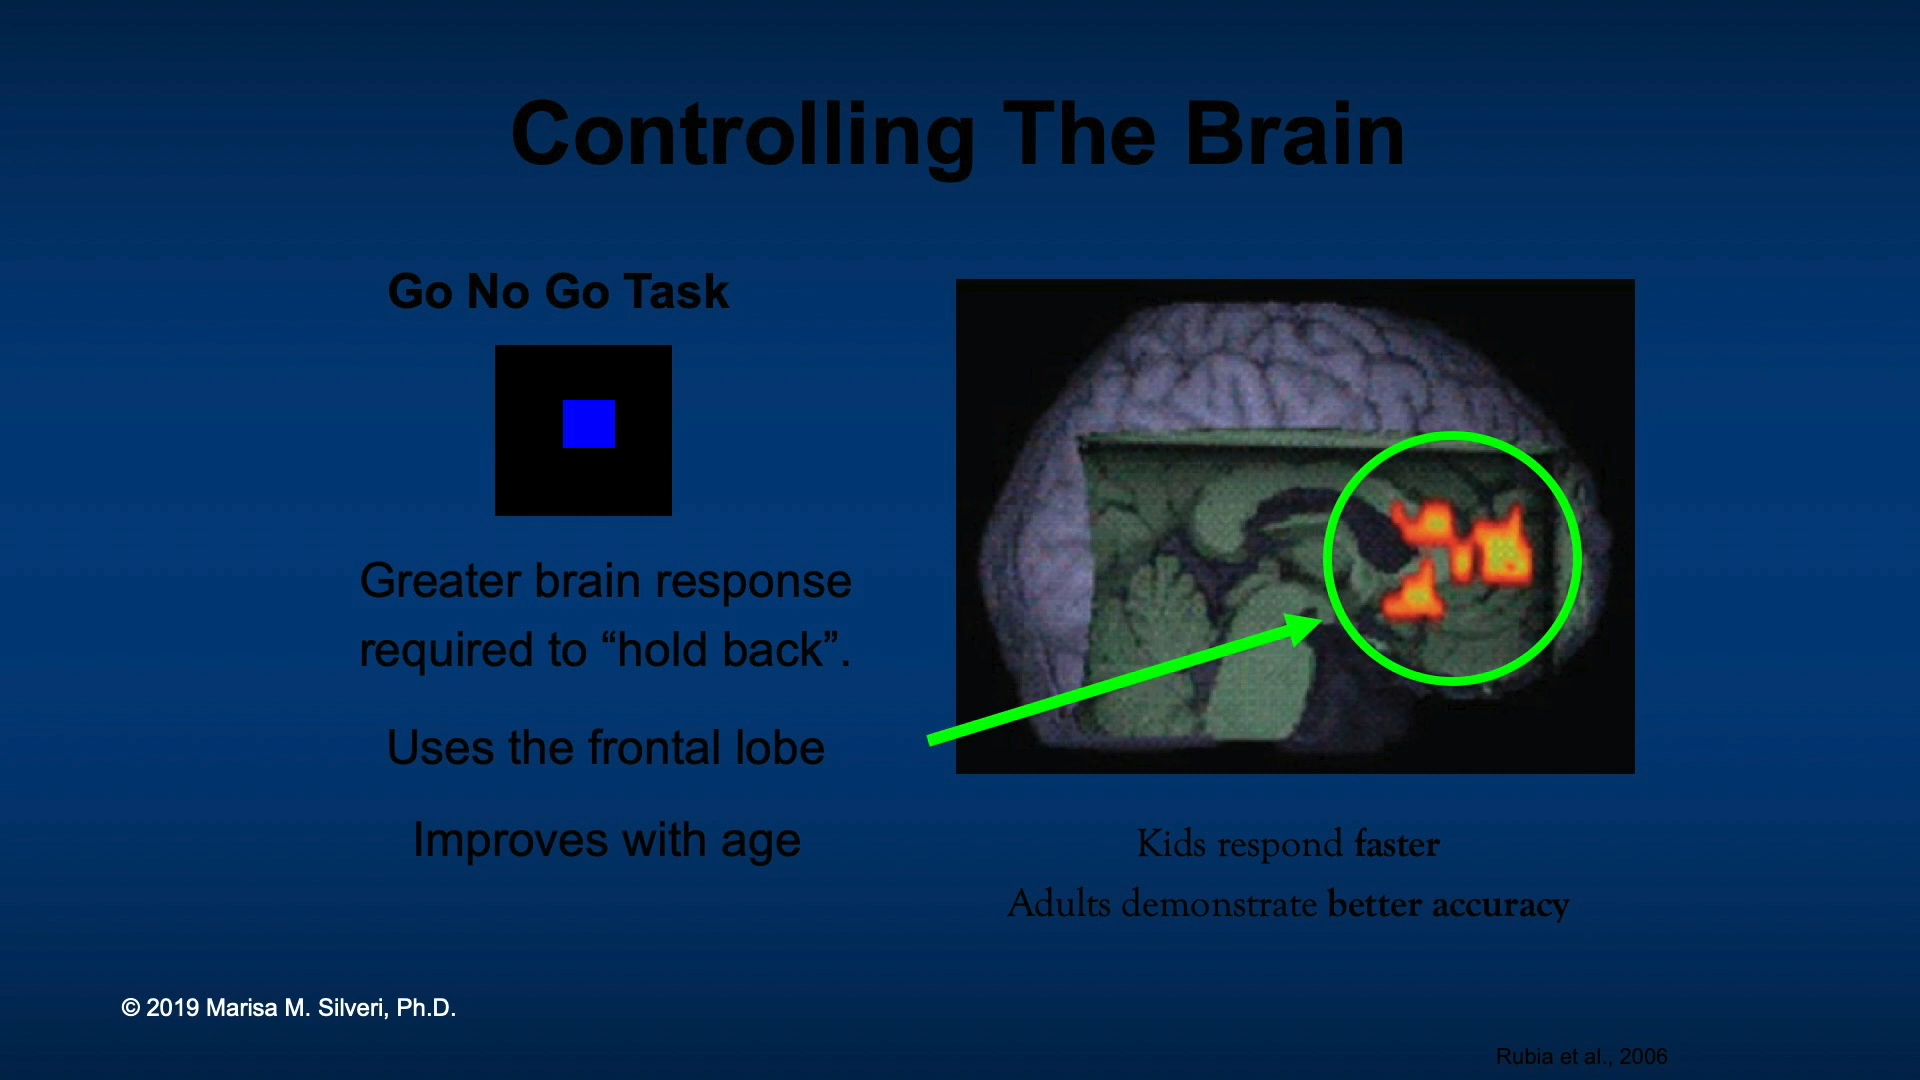 Controlling The Brain
Go No Go Task
Greater brain response
required to “hold back”.
Uses the frontal lobe
Improves with age
Kids respond faster
Adults demonstrate better accuracy
© 2019 Marisa M. Silveri, Ph.D.
Rubia et al., 2006